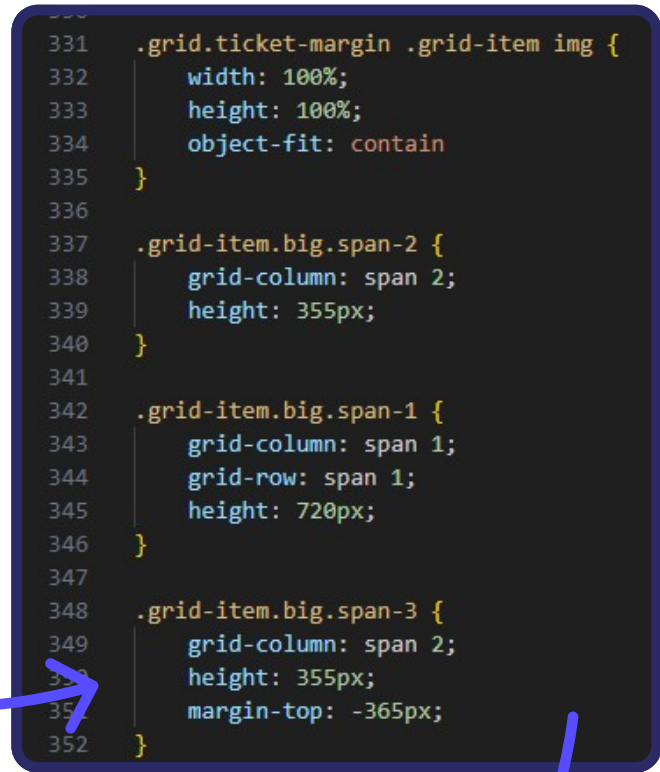 331 .grid.ticket-margin .grid-item img {
332 width: 100%;
333 height: 100%;
334 object-fit: contain
335 }
336
337 .grid-item.big.span-2 {
338 grid-column: span 2;
339 height: 355px;
340 }
341
342 .grid-item.big.span-1 {
343 grid-column: span 1;
344 grid-row: span 1;
345 height: 720px;
346 }
347
348 .grid-item.big.span-3 {
349 grid-column: span 2;
height: 355px;
margin-top: -365px;
352 }